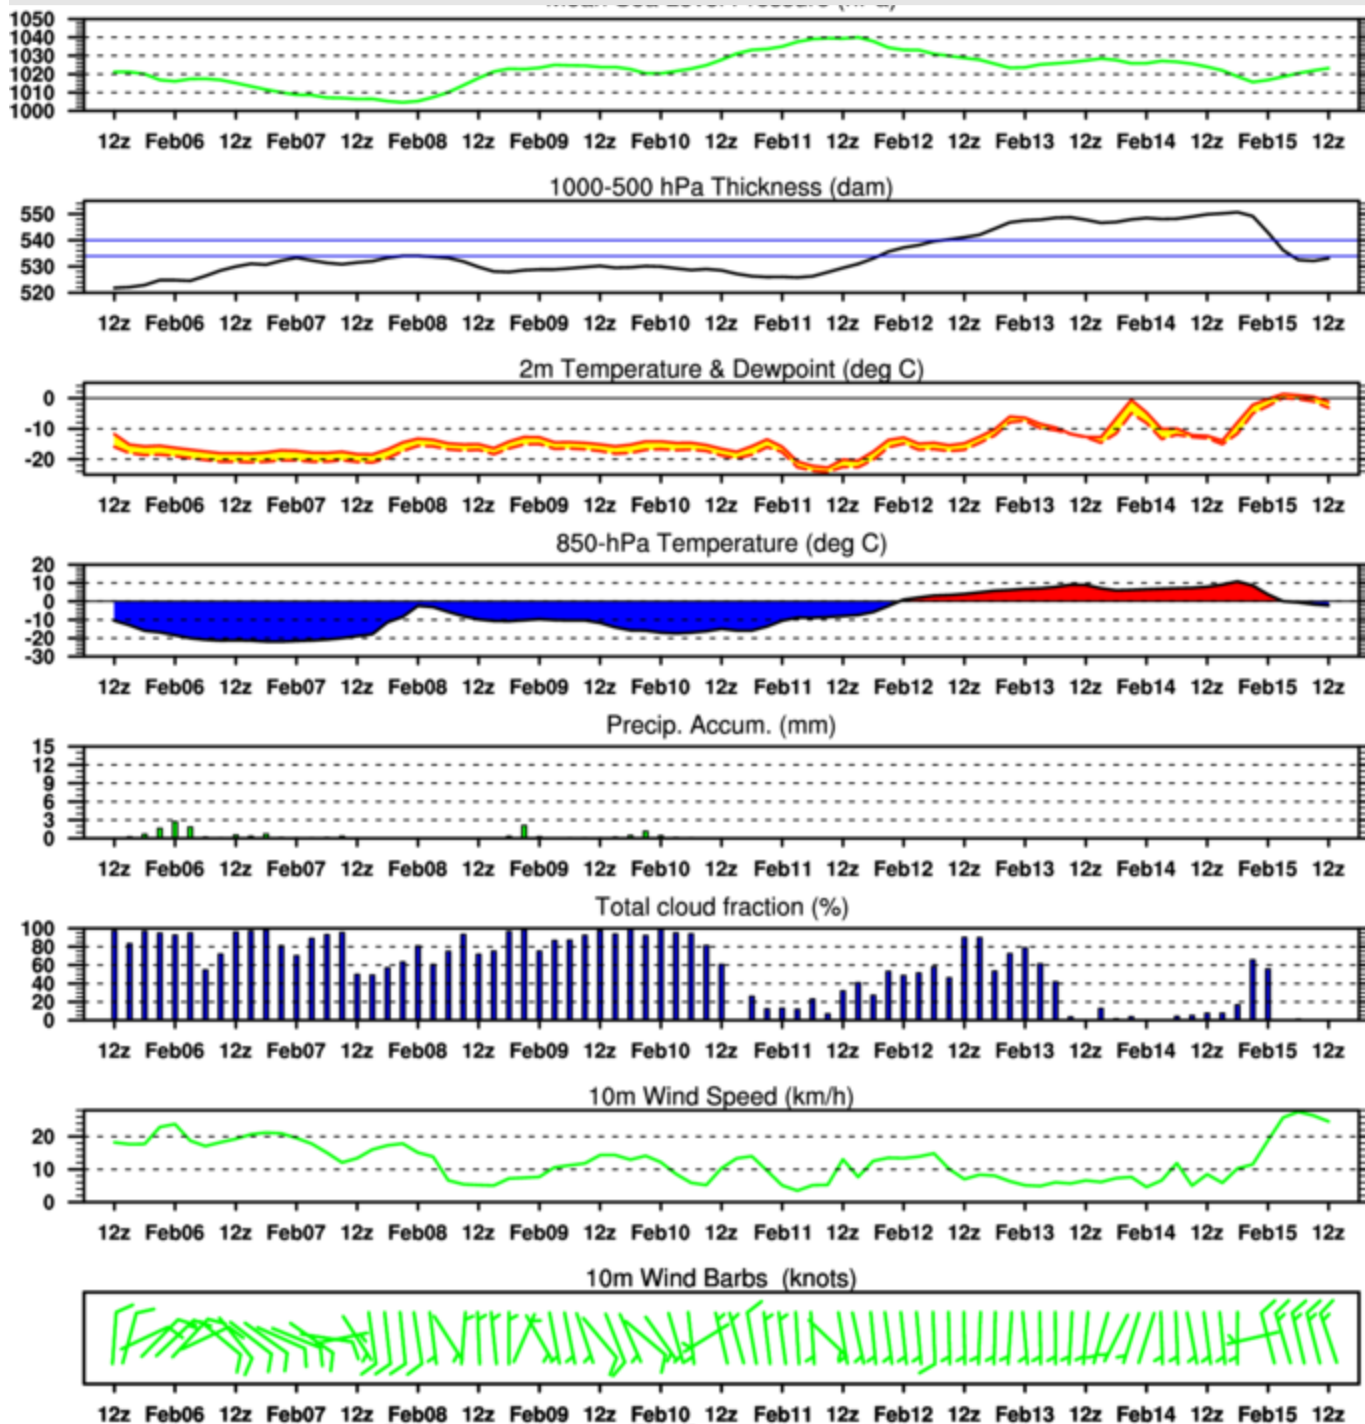 Mean Sea Level Pressure (hPa)
1050
1040
1030
1020
1010
1000
12z Feb06 12z Feb07 12z Feb08 12z Feb09 12z Feb10 12z Feb11 12z Feb12 12z Feb13 12z Feb14 12z Feb15 12z
1000-500 hPa Thickness (dam)
550
540
530
520
12z Feb06 12z Feb07 12z Feb08 12z Feb09 12z Feb10 12z Feb11 12z Feb12 12z Feb13 12z Feb14 12z Feb15 12z
2m Temperature & Dewpoint (deg C)
0
-10
-20
12z Feb06 12z Feb07 12z Feb08 12z Feb09 12z Feb10 12z Feb11 12z Feb12 12z Feb13 12z Feb14 12z Feb15 12z
850-hPa Temperature (deg C)
20
10
0
-10
-20
-30
12z Feb06 12z Feb07 12z Feb08 12z Feb09 12z Feb10 12z Feb11 12z Feb12 12z Feb13 12z Feb14 12z Feb15 12z
Precip. Accum. (mm)
15
12
9
6
3
0
12z Feb06 12z Feb07 12z Feb08 12z Feb09 12z Feb10 12z Feb11 12z Feb12 12z Feb13 12z Feb14 12z Feb15 12z
Total cloud fraction (%)
100
80
60
40
20
0
12z Feb06 12z Feb07 12z Feb08 12z Feb09 12z Feb10 12z Feb11 12z Feb12 12z Feb13 12z Feb14 12z Feb15 12z
10m Wind Speed (km/h)
20
10
0
12z Feb06 12z Feb07 12z Feb08 12z Feb09 12z Feb10 12z Feb11 12z Feb12 12z Feb13 12z Feb14 12z Feb15 12z
10m Wind Barbs (knots)
12z Feb06 12z Feb07 12z Feb08 12z Feb09 12z Feb10 12z Feb11 12z Feb12 12z Feb13 12z Feb14 12z Feb15 12z